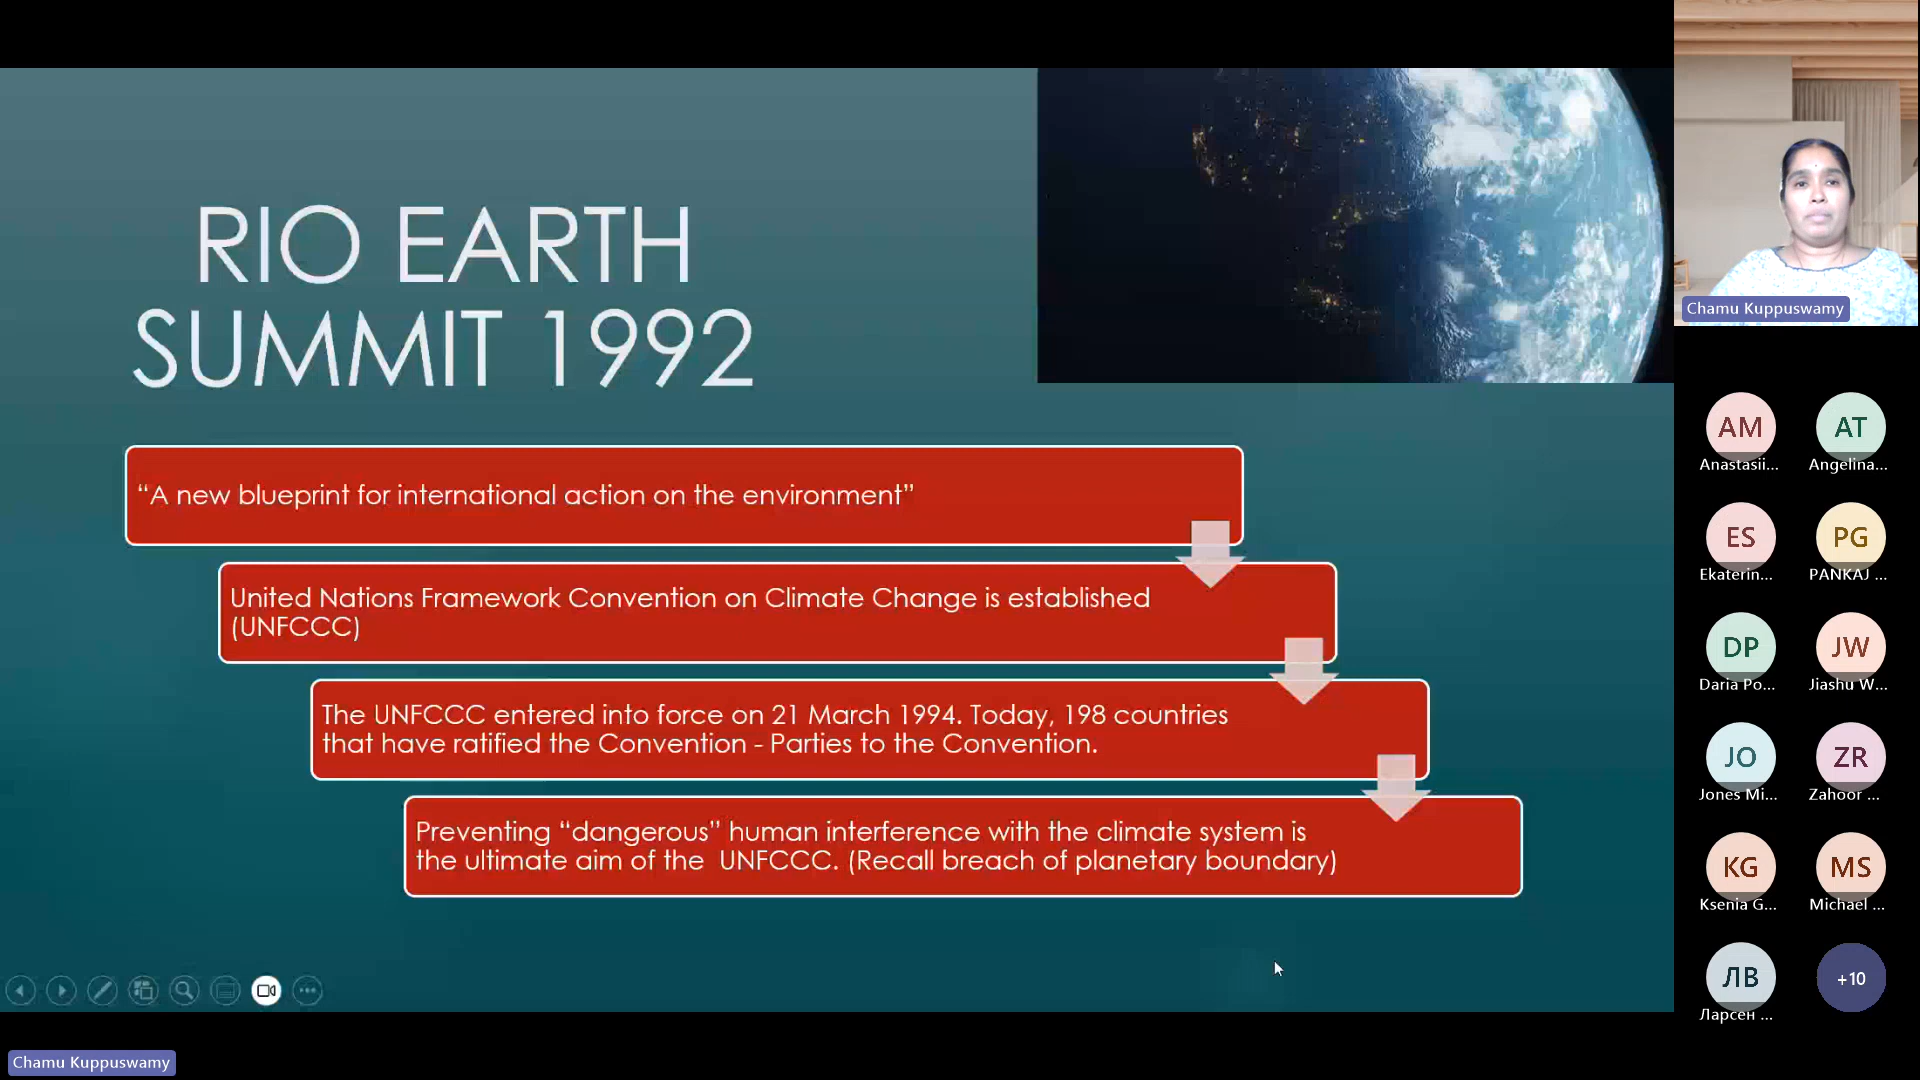 RIO EARTH
SUMMIT 1992
“A new blueprint for international action on the environment”
United Nations Framework Convention on Climate Change is established
(UNFCCC)
The UNFCCC entered into force on 21 March 1994. Today, 198 countries
that have ratified the Convention - Parties to the Convention.
Preventing “dangerous” human interference with the climate system is
the ultimate aim of the  UNFCCC. (Recall breach of planetary boundary)
Chamu Kuppuswamy
AM
AT
Anastasii...
Angelina...
ES
PG
Ekaterin...
PANKAJ ...
DP
JW
Daria Po...
Jiashu W...
JO
ZR
Jones Mi...
Zahoor ...
KG
MS
Ksenia G...
Michael ...
ЛВ
+10
Ларсен ...
Chamu Kuppuswamy